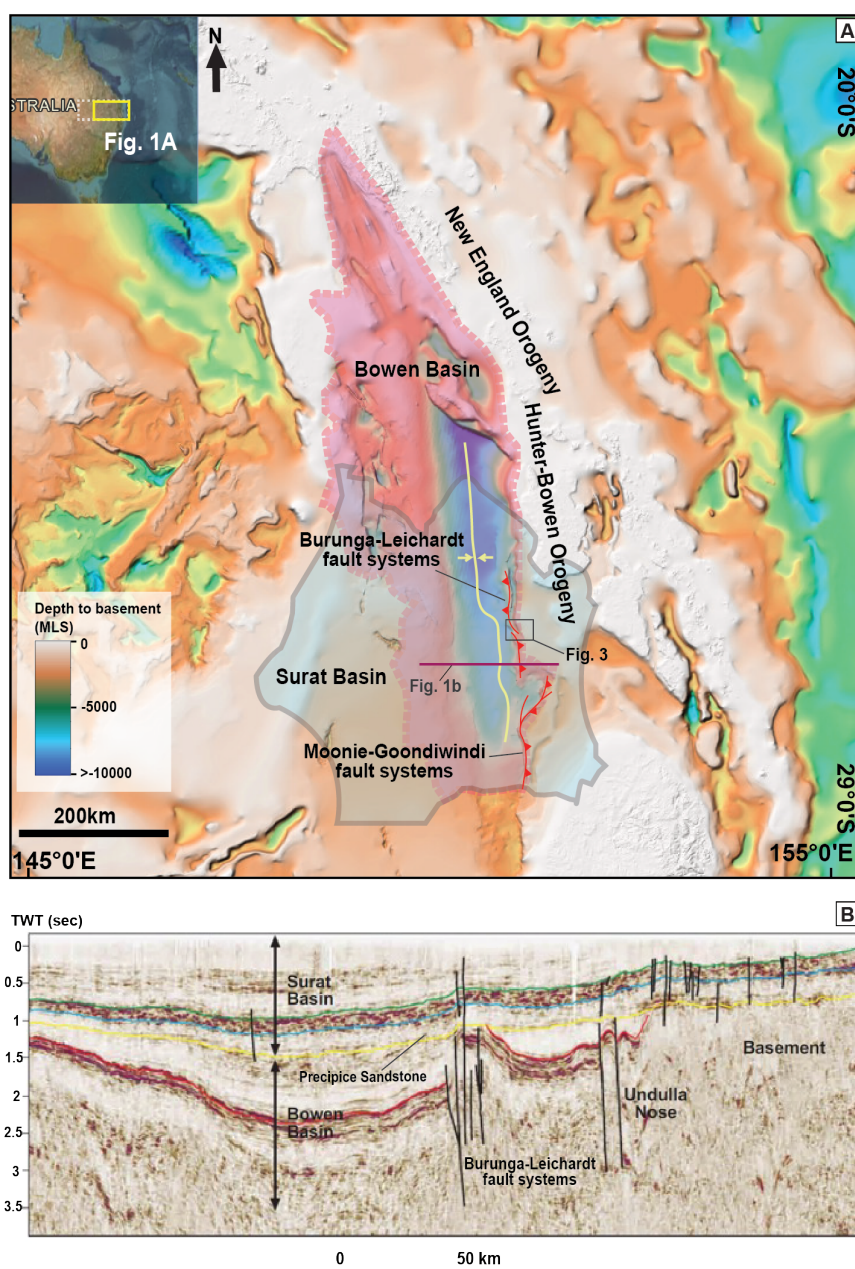 A
N
STRALIA
Fig. 1A
20°0'S
New England Orogeny
Bowen Basin
Hunter-Bowen Orogeny
Burunga-Leichardt
fault systems
Depth to basement
(MLS)
0
-5000
>-10000
Fig. 3
Surat Basin
Fig. 1b
Moonie-Goondiwindi
fault systems
29°0'S
200km
145°0'E
155°0'E
B
TWT (sec)
0
0.5
1
1.5
2
2.5
3
3.5
Surat
Basin
Precipice Sandstone
Basement
Bowen
Basin
Undulla
Nose
Burunga-Leichardt
fault systems
0
50 km